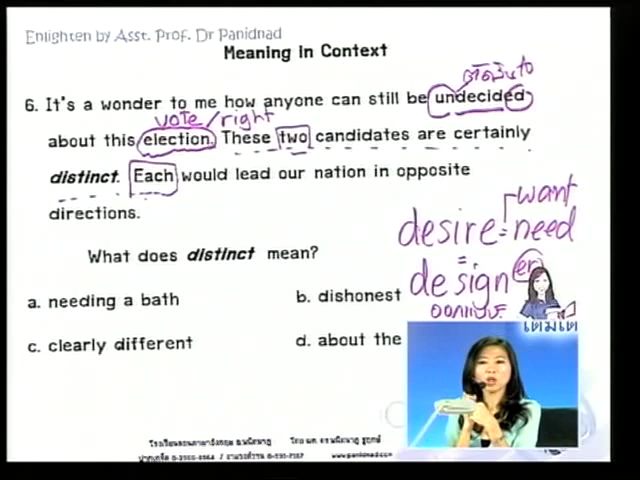 Enlighten by Asst. Prof. Dr Panidnad
Meaning in Context
ตัดสินใจ
6. It's a wonder to me how anyone can still be undecided
vote / right
about this election. These two candidates are certainly
distinct. Each would lead our nation in opposite
directions.
want
desire = need
What does distinct mean?
= er
design
ออกแบบ
a. needing a bath
b. dishonest
c. clearly different
d. about the
www.panidnad.com